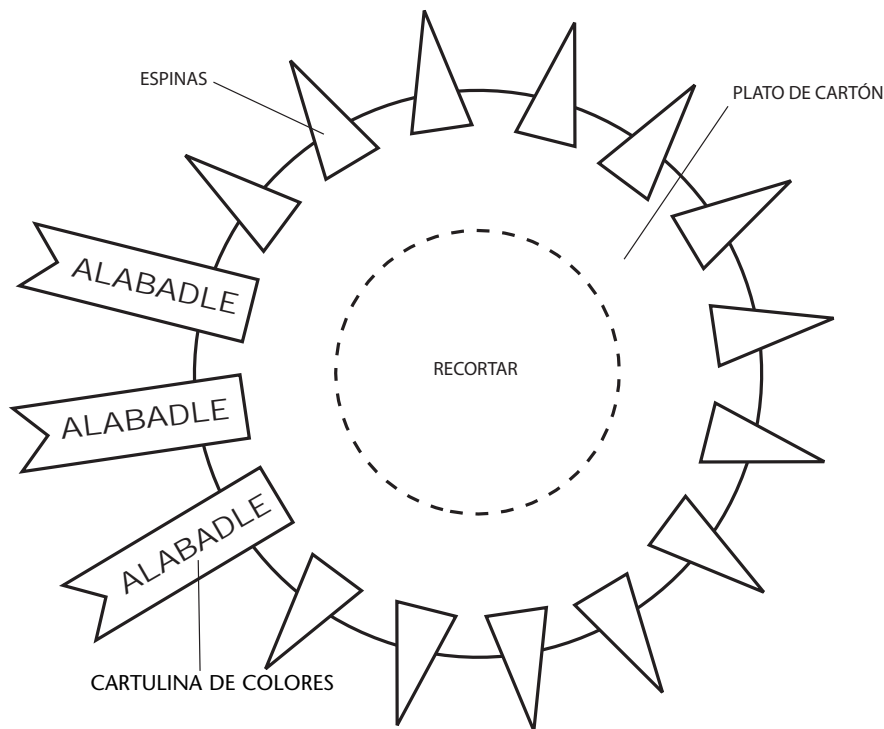 ESPINAS
PLATO DE CARTÓN
ALABADLE
RECORTAR
ALABADLE
ALABADLE
CARTULINA DE COLORES